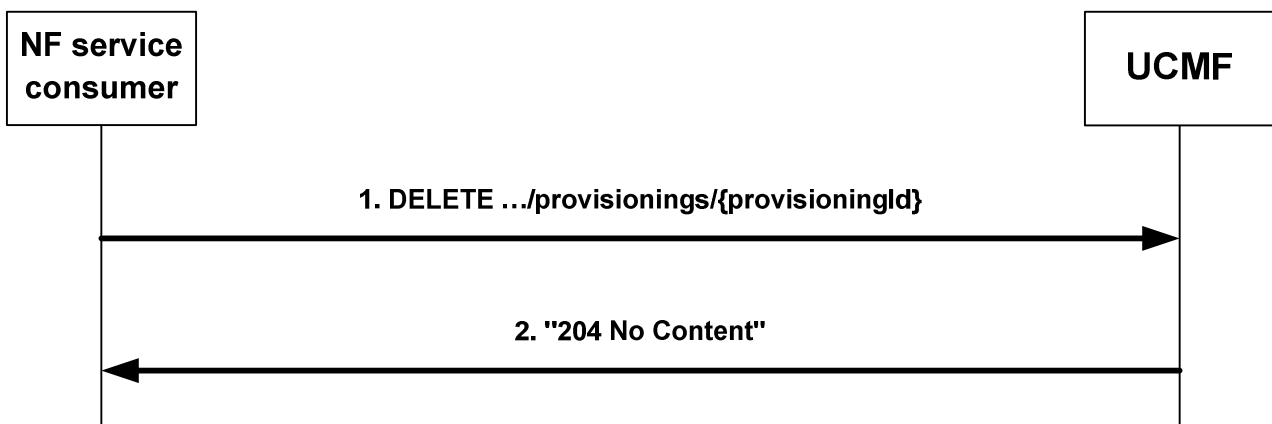 NF service
consumer
UCMF
1. DELETE …/provisionings/{provisioningId}
2. "204 No Content"